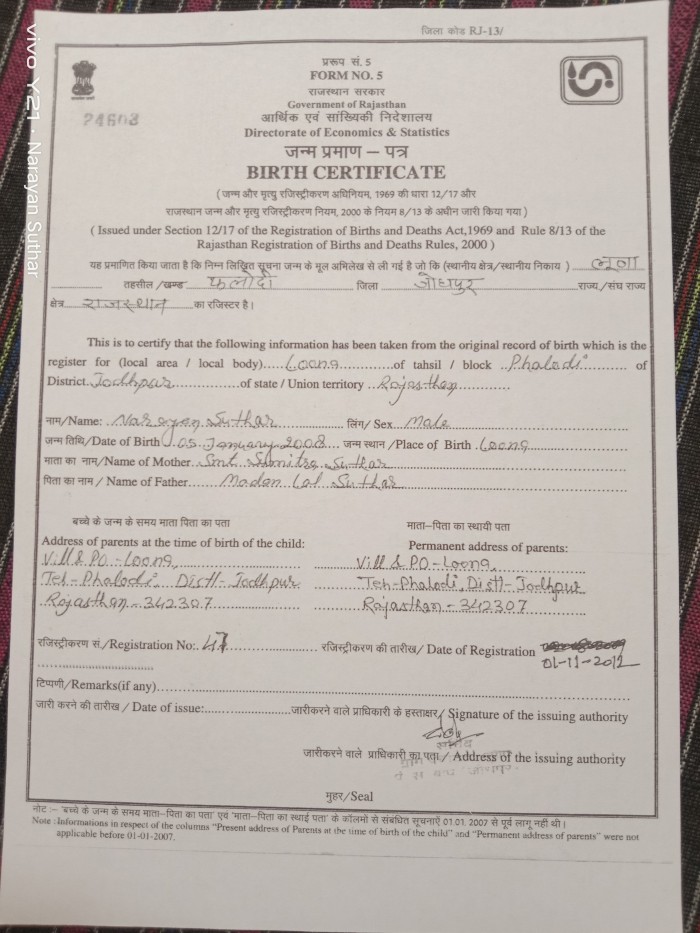 जिला कोड RJ-13/
प्ररूप सं. 5
FORM NO. 5
राजस्थान सरकार
Government of Rajasthan
24603
आर्थिक एवं सांख्यिकी निदेशालय
Directorate of Economics & Statistics
जन्म प्रमाण – पत्र
BIRTH CERTIFICATE
( जन्म और मृत्यु रजिस्ट्रीकरण अधिनियम, 1969 की धारा 12/17 और
राजस्थान जन्म और मृत्यु रजिस्ट्रीकरण नियम, 2000 के नियम 8/13 के अधीन जारी किया गया )
( Issued under Section 12/17 of the Registration of Births and Deaths Act,1969 and Rule 8/13 of the
Rajasthan Registration of Births and Deaths Rules, 2000 )
यह प्रमाणित किया जाता है कि निम्न लिखित सूचना जन्म के मूल अभिलेख से ली गई है जो कि (स्थानीय क्षेत्र/स्थानीय निकाय ) लूना
तहसील /खण्ड फलोदी जिला जोधपुर राज्य/संघ राज्य
क्षेत्र राजस्थान का रजिस्टर है।
This is to certify that the following information has been taken from the original record of birth which is the
register for (local area / local body).....Loona..............of tahsil / block ..Phalodi............ of
District..Jodhpur.................of state / Union territory ..Rajasthan.............
नाम/Name: ..Narayan Suthar.................. लिंग/ Sex ..Male..............
जन्म तिथि/Date of Birth .05 January 2008... जन्म स्थान /Place of Birth .Loona..............
माता का नाम/Name of Mother..Smt. Sumitra Suthar.............
पिता का नाम / Name of Father.......Madan Lal Suthar..............
बच्चे के जन्म के समय माता पिता का पता माता–पिता का स्थायी पता
Address of parents at the time of birth of the child: Permanent address of parents:
Vill & PO-Loona, Vill & PO-Loona,
Teh-Phalodi Distt-Jodhpur Teh-Phalodi, Distt-Jodhpur
Rajasthan-342307 Rajasthan-342307
रजिस्ट्रीकरण सं./Registration No:. 47...................... रजिस्ट्रीकरण की तारीख/ Date of Registration
01-11-2012
टिप्पणी/Remarks(if any)..............................
जारी करने की तारीख / Date of issue:......................जारीकरने वाले प्राधिकारी के हस्ताक्षर/ Signature of the issuing authority
जारीकरने वाले प्राधिकारी का पता / Address of the issuing authority
मुहर/Seal
नोट :– 'बच्चे के जन्म के समय माता–पिता का पता' एवं 'माता–पिता का स्थाई पता' के कॉलमों से संबंधित सूचनाएँ 01.01. 2007 से पूर्व लागू नहीं थी।
Note : Informations in respect of the columns "Present address of Parents at the time of birth of the child" and "Permanent address of parents" were not
applicable before 01-01-2007.
vivo Y21 · Narayan Suthar